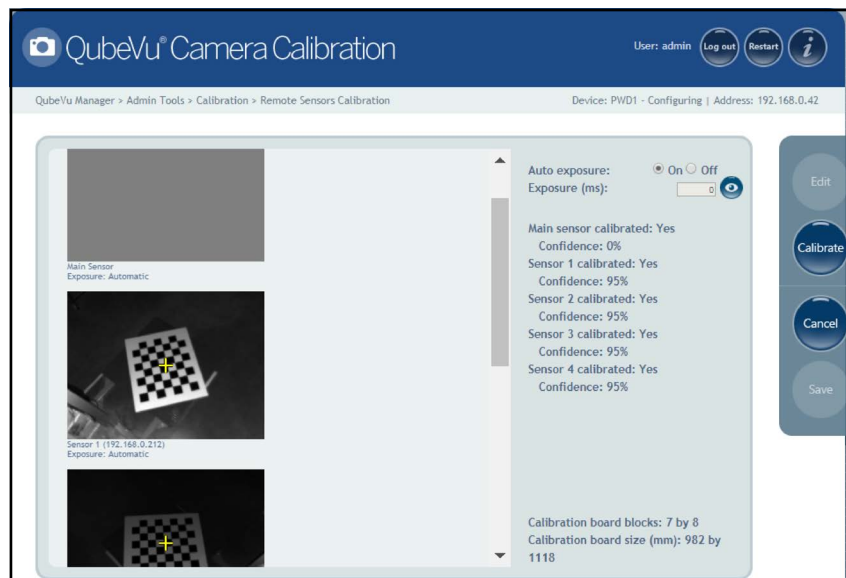 QubeVu® Camera Calibration
User: admin
Log out
Restart
i
QubeVu Manager > Admin Tools > Calibration > Remote Sensors Calibration
Device: PWD1 - Configuring | Address: 192.168.0.42
Main Sensor
Exposure: Automatic
Sensor 1 (192.168.0.212)
Exposure: Automatic
Auto exposure: On Off
Exposure (ms): 0
Main sensor calibrated: Yes
Confidence: 0%
Sensor 1 calibrated: Yes
Confidence: 95%
Sensor 2 calibrated: Yes
Confidence: 95%
Sensor 3 calibrated: Yes
Confidence: 95%
Sensor 4 calibrated: Yes
Confidence: 95%
Calibration board blocks: 7 by 8
Calibration board size (mm): 982 by
1118
Edit
Calibrate
Cancel
Save